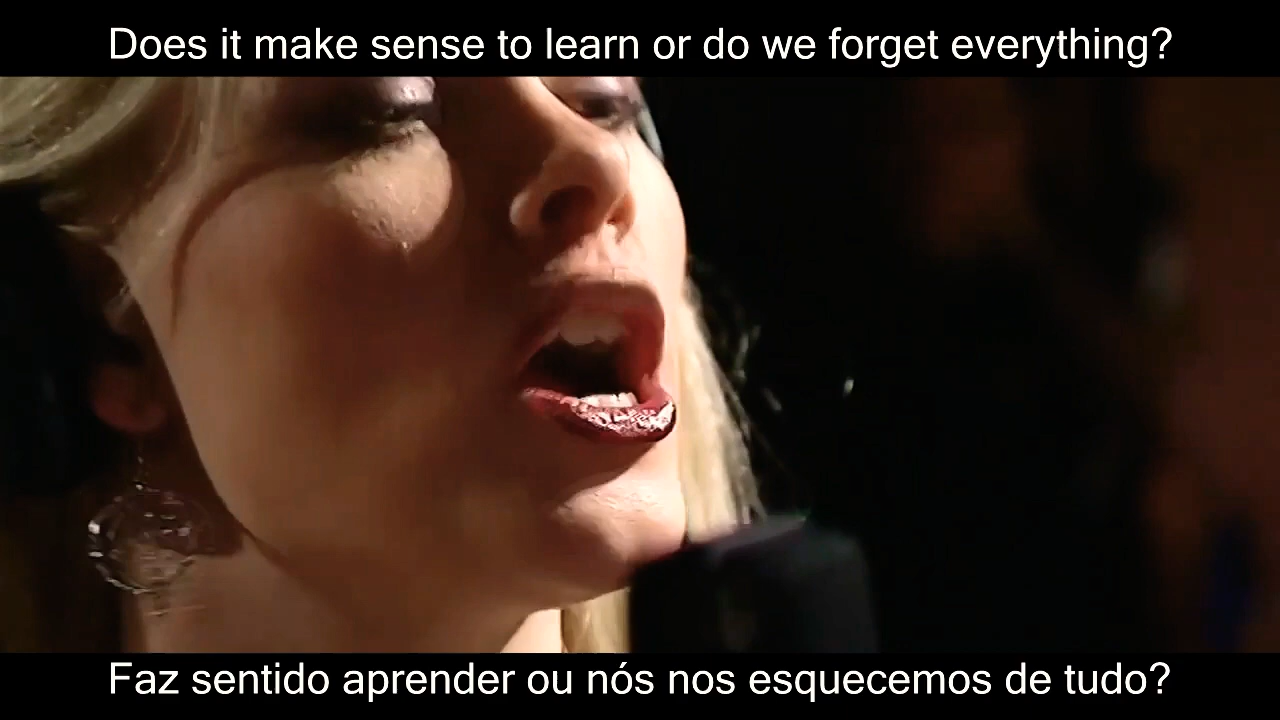 Does it make sense to learn or do we forget everything?
Faz sentido aprender ou nós nos esquecemos de tudo?